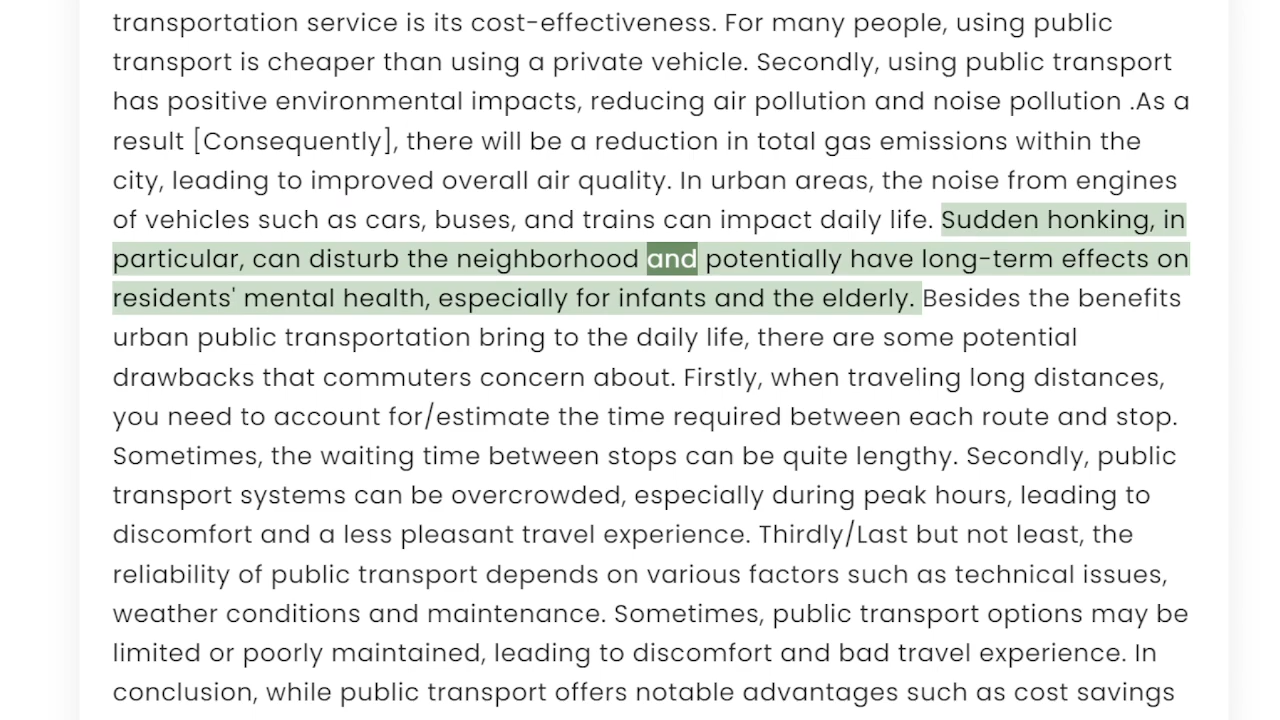 transportation service is its cost-effectiveness. For many people, using public
transport is cheaper than using a private vehicle. Secondly, using public transport
has positive environmental impacts, reducing air pollution and noise pollution .As a
result [Consequently], there will be a reduction in total gas emissions within the
city, leading to improved overall air quality. In urban areas, the noise from engines
of vehicles such as cars, buses, and trains can impact daily life. Sudden honking, in
particular, can disturb the neighborhood and potentially have long-term effects on
residents' mental health, especially for infants and the elderly. Besides the benefits
urban public transportation bring to the daily life, there are some potential
drawbacks that commuters concern about. Firstly, when traveling long distances,
you need to account for/estimate the time required between each route and stop.
Sometimes, the waiting time between stops can be quite lengthy. Secondly, public
transport systems can be overcrowded, especially during peak hours, leading to
discomfort and a less pleasant travel experience. Thirdly/Last but not least, the
reliability of public transport depends on various factors such as technical issues,
weather conditions and maintenance. Sometimes, public transport options may be
limited or poorly maintained, leading to discomfort and bad travel experience. In
conclusion, while public transport offers notable advantages such as cost savings